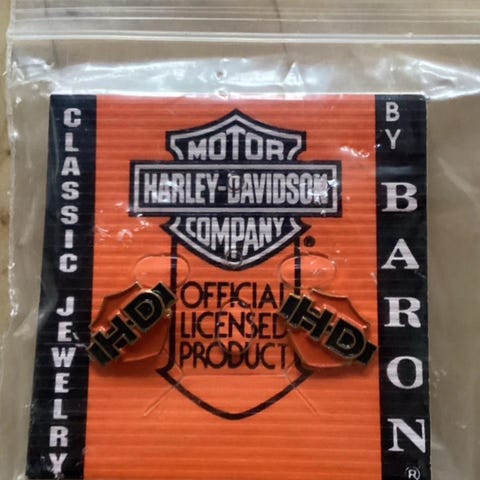 CLASSIC JEWELRY
MOTOR
HARLEY-DAVIDSON
COMPANY
®
OFFICIAL
LICENSED
PRODUCT
H-D
H-D
BY BARON
®